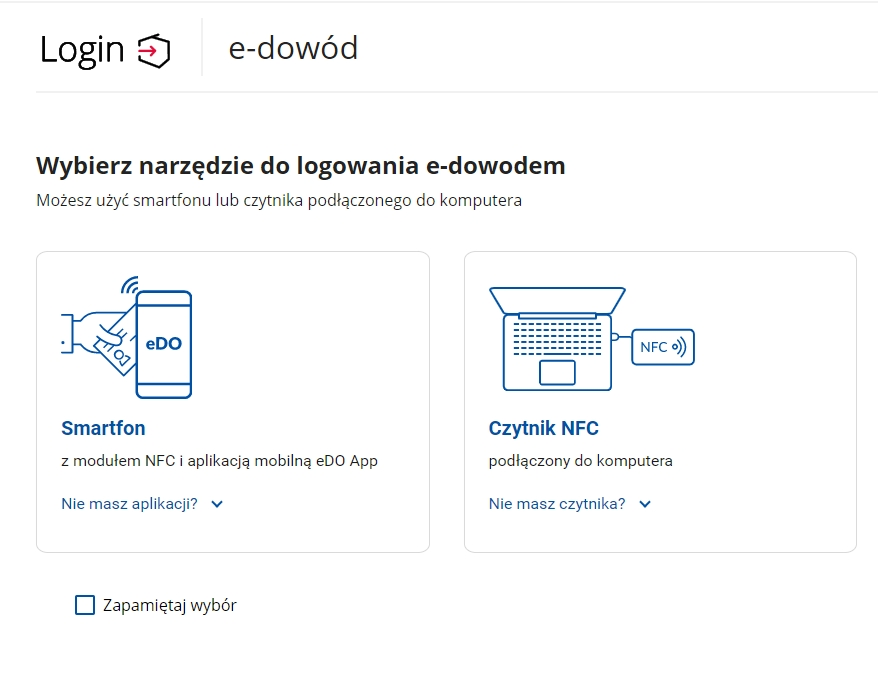 Login
e-dowód
Wybierz narzędzie do logowania e-dowodem
Możesz użyć smartfonu lub czytnika podłączonego do komputera
eDO
Smartfon
z modułem NFC i aplikacją mobilną eDO App
Nie masz aplikacji?
NFC
Czytnik NFC
podłączony do komputera
Nie masz czytnika?
Zapamiętaj wybór